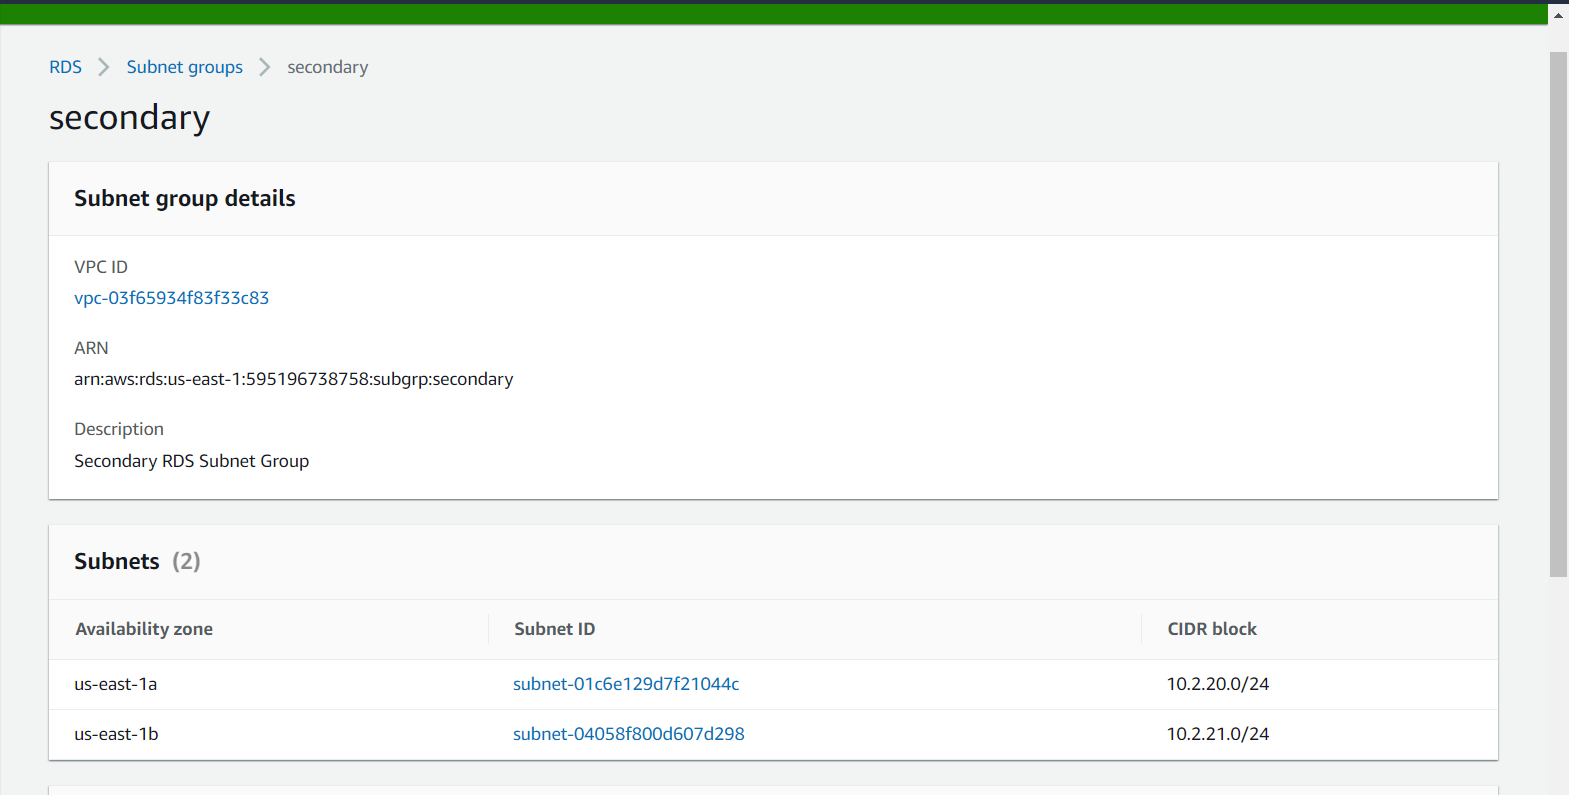 RDS Subnet groups secondary
secondary
Subnet group details
VPC ID
vpc-03f65934f83f33c83
ARN
arn:aws:rds:us-east-1:595196738758:subgrp:secondary
Description
Secondary RDS Subnet Group
Subnets (2)
Availability zone Subnet ID CIDR block
us-east-1a subnet-01c6e129d7f21044c 10.2.20.0/24
us-east-1b subnet-04058f800d607d298 10.2.21.0/24